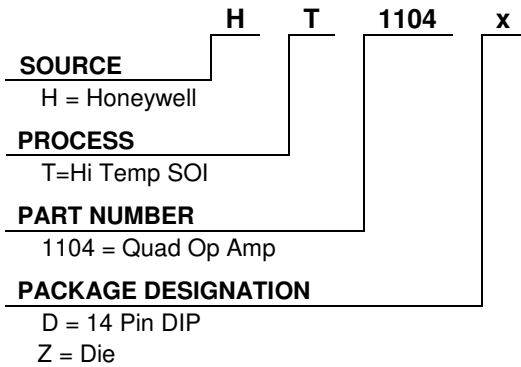 H T 1104 x
SOURCE
H = Honeywell
PROCESS
T=Hi Temp SOI
PART NUMBER
1104 = Quad Op Amp
PACKAGE DESIGNATION
D = 14 Pin DIP
Z = Die